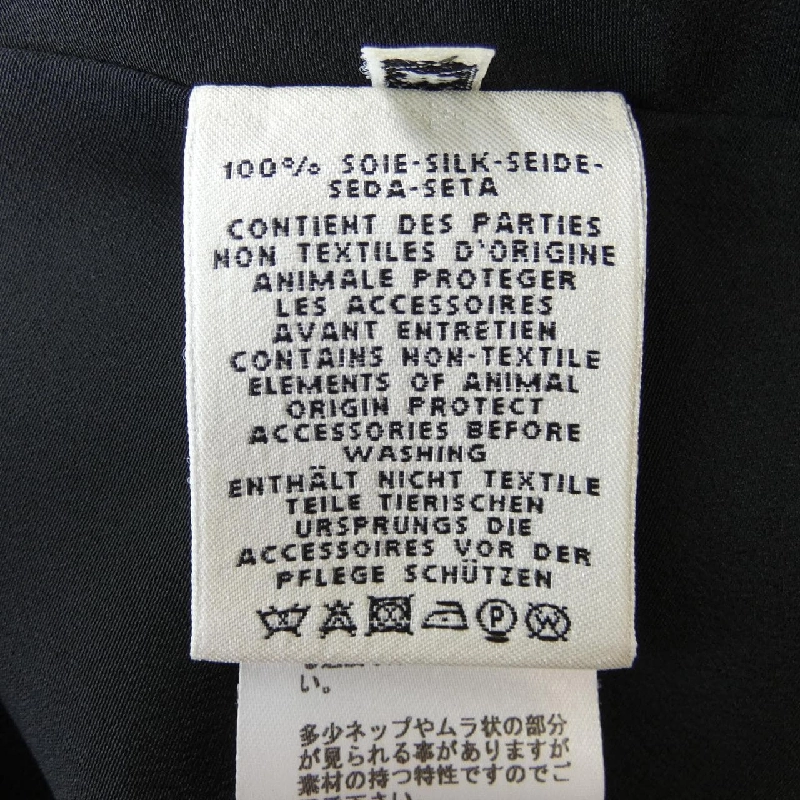 100% SOIE-SILK-SEIDE-
SEDA-SETA
CONTIENT DES PARTIES
NON TEXTILES D'ORIGINE
ANIMALE PROTEGER
LES ACCESSOIRES
AVANT ENTRETIEN
CONTAINS NON-TEXTILE
ELEMENTS OF ANIMAL
ORIGIN PROTECT
ACCESSORIES BEFORE
WASHING
ENTHÄLT NICHT TEXTILE
TEILE TIERISCHEN
URSPRUNGS DIE
ACCESSOIRES VOR DER
PFLEGE SCHÜTZEN
P W
い。
多少ネップやムラ状の部分
が見られる事がありますが
素材の持つ特性ですのでご